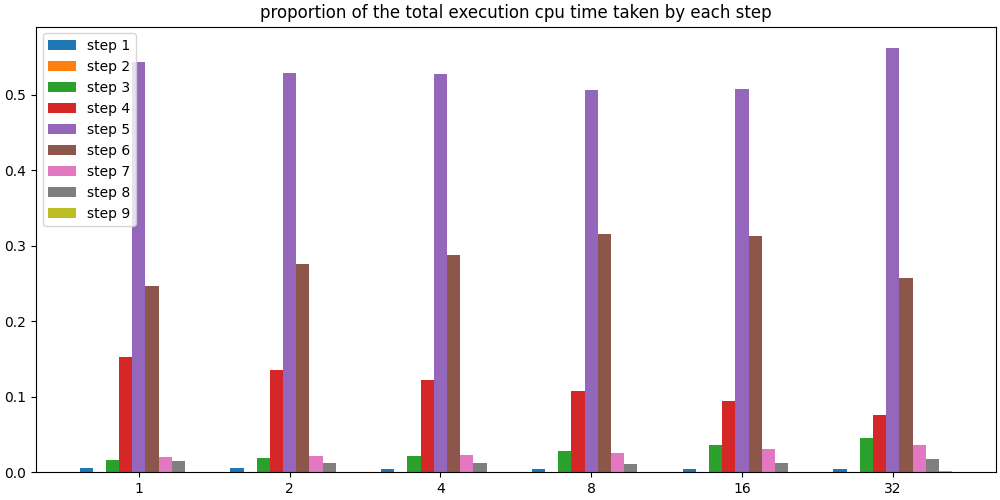 proportion of the total execution cpu time taken by each step
step 1
step 2
step 3
step 4
step 5
step 6
step 7
step 8
step 9
0.5
0.4
0.3
0.2
0.1
0.0
1 2 4 8 16 32